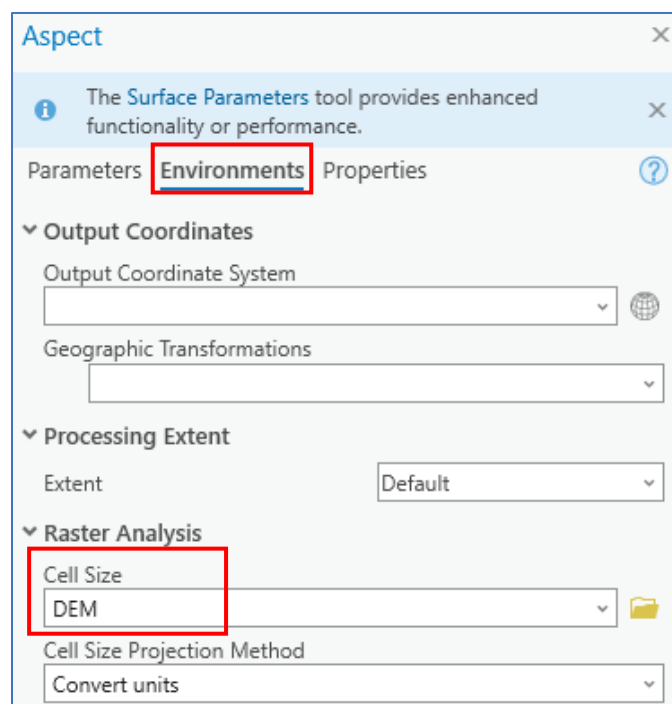 Aspect
The Surface Parameters tool provides enhanced
functionality or performance.
Parameters Environments Properties
Output Coordinates
Output Coordinate System
Geographic Transformations
Processing Extent
Extent Default
Raster Analysis
Cell Size
DEM
Cell Size Projection Method
Convert units